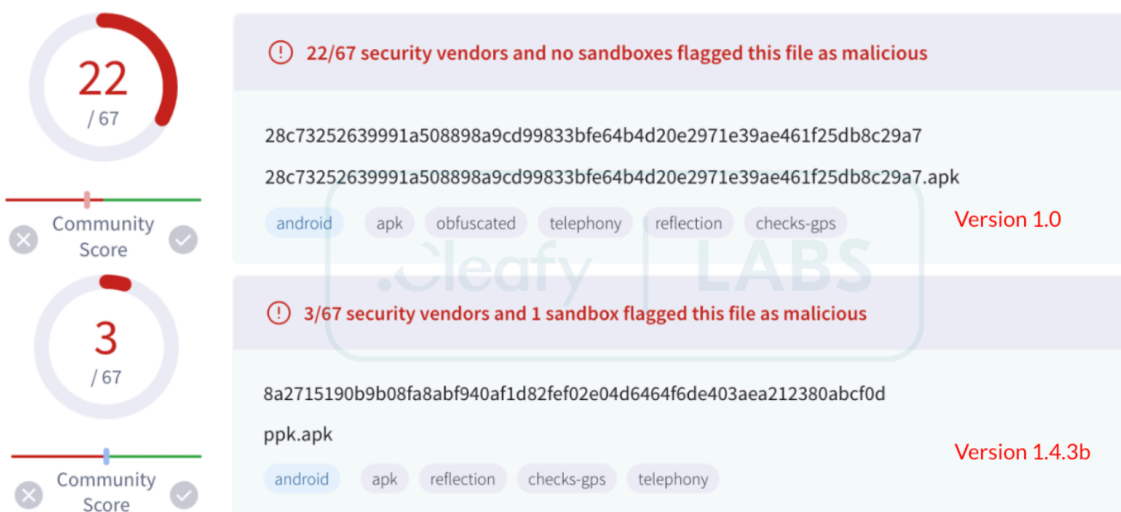 22
/ 67
Community
Score
22/67 security vendors and no sandboxes flagged this file as malicious
28c73252639991a508898a9cd99833bfe64b4d20e2971e39ae461f25db8c29a7
28c73252639991a508898a9cd99833bfe64b4d20e2971e39ae461f25db8c29a7.apk
android apk obfuscated telephony reflection checks-gps
Version 1.0
3
/ 67
Community
Score
3/67 security vendors and 1 sandbox flagged this file as malicious
8a2715190b9b08fa8abf940af1d82fef02e04d6464f6de403aea212380abcf0d
ppk.apk
android apk reflection checks-gps telephony
Version 1.4.3b
.Cleafy | LABS